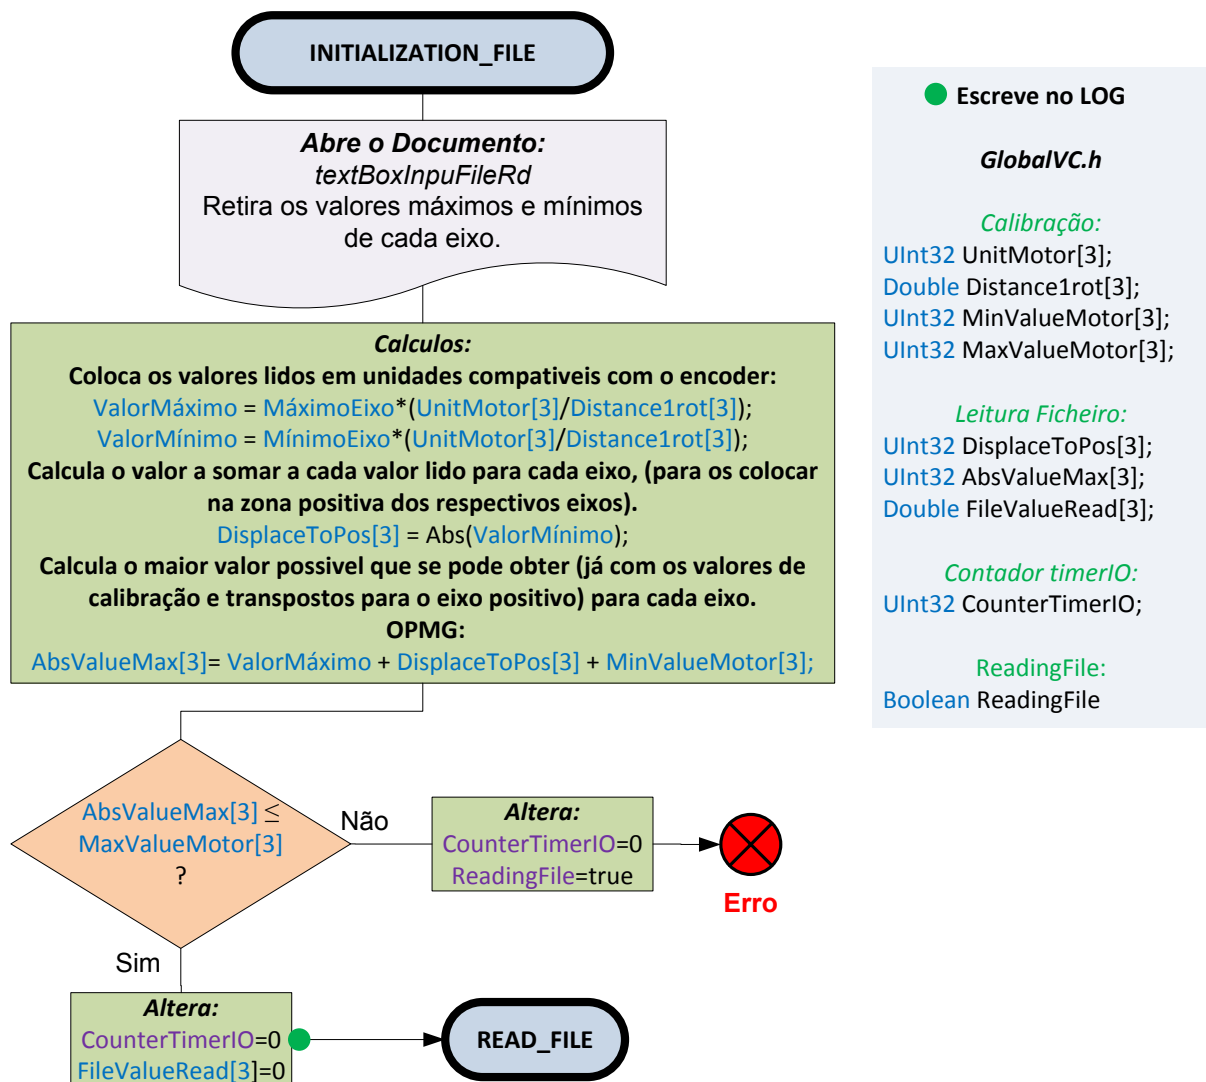 INITIALIZATION_FILE
Abre o Documento:
textBoxInpuFileRd
Retira os valores máximos e mínimos
de cada eixo.
Calculos:
Coloca os valores lidos em unidades compativeis com o encoder:
ValorMáximo = MáximoEixo*(UnitMotor[3]/Distance1rot[3]);
ValorMínimo = MínimoEixo*(UnitMotor[3]/Distance1rot[3]);
Calcula o valor a somar a cada valor lido para cada eixo, (para os colocar
na zona positiva dos respectivos eixos).
DisplaceToPos[3] = Abs(ValorMínimo);
Calcula o maior valor possivel que se pode obter (já com os valores de
calibração e transpostos para o eixo positivo) para cada eixo.
OPMG:
AbsValueMax[3]= ValorMáximo + DisplaceToPos[3] + MinValueMotor[3];
AbsValueMax[3] ≤
MaxValueMotor[3]
?
Não
Altera:
CounterTimerIO=0
ReadingFile=true
Erro
Sim
Altera:
CounterTimerIO=0
FileValueRead[3]=0
READ_FILE
Escreve no LOG
GlobalVC.h
Calibração:
UInt32 UnitMotor[3];
Double Distance1rot[3];
UInt32 MinValueMotor[3];
UInt32 MaxValueMotor[3];
Leitura Ficheiro:
UInt32 DisplaceToPos[3];
UInt32 AbsValueMax[3];
Double FileValueRead[3];
Contador timerIO:
UInt32 CounterTimerIO;
ReadingFile:
Boolean ReadingFile